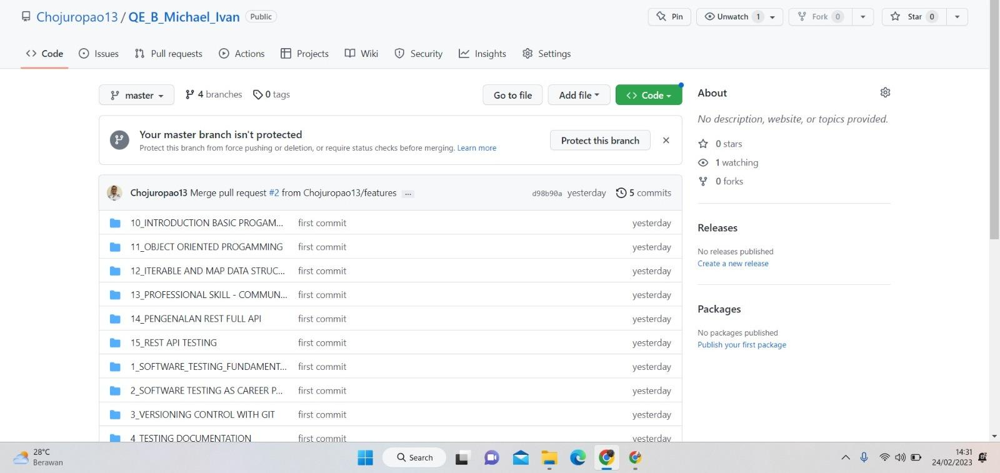 Chojuropao13 / QE_B_Michael_Ivan Public Pin Unwatch 1 Fork 0 Star 0
Code Issues Pull requests Actions Projects Wiki Security Insights Settings
master 4 branches 0 tags Go to file Add file Code
Your master branch isn't protected
Protect this branch from force pushing or deletion, or require status checks before merging. Learn more
Protect this branch
Chojuropao13 Merge pull request #2 from Chojuropao13/features ... d98b90a yesterday 5 commits
10_INTRODUCTION BASIC PROGAM... first commit yesterday
11_OBJECT ORIENTED PROGAMMING first commit yesterday
12_ITERABLE AND MAP DATA STRUC... first commit yesterday
13_PROFESSIONAL SKILL - COMMUN... first commit yesterday
14_PENGENALAN REST FULL API first commit yesterday
15_REST API TESTING first commit yesterday
1_SOFTWARE_TESTING_FUNDAMENT... first commit yesterday
2_SOFTWARE TESTING AS CAREER P... first commit yesterday
3_VERSIONING CONTROL WITH GIT first commit yesterday
4_TESTING DOCUMENTATION first commit yesterday
About
No description, website, or topics provided.
0 stars
1 watching
0 forks
Releases
No releases published
Create a new release
Packages
No packages published
Publish your first package
28°C
Berawan
Search
14:31
24/02/2023